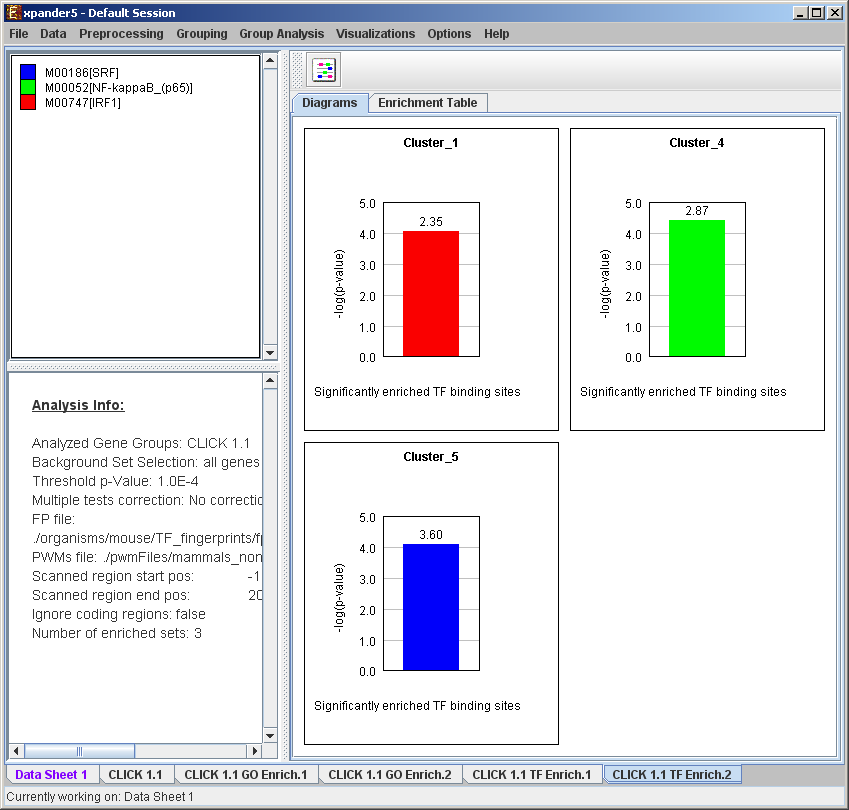 xpander5 - Default Session
File Data Preprocessing Grouping Group Analysis Visualizations Options Help
M00186[SRF]
M00052[NF-kappaB_(p65)]
M00747[IRF1]
Analysis Info:
Analyzed Gene Groups: CLICK 1.1
Background Set Selection: all genes
Threshold p-Value: 1.0E-4
Multiple tests correction: No correctio
FP file:
./organisms/mouse/TF_fingerprints/f
PWMs file: ./pwmFiles/mammals_non
Scanned region start pos: -1
Scanned region end pos: 20
Ignore coding regions: false
Number of enriched sets: 3
Diagrams Enrichment Table
Cluster_1
5.0
4.0
3.0
2.0
1.0
0.0
-log(p-value)
2.35
Significantly enriched TF binding sites
Cluster_4
5.0
4.0
3.0
2.0
1.0
0.0
-log(p-value)
2.87
Significantly enriched TF binding sites
Cluster_5
5.0
4.0
3.0
2.0
1.0
0.0
-log(p-value)
3.60
Significantly enriched TF binding sites
Data Sheet 1 CLICK 1.1 CLICK 1.1 GO Enrich.1 CLICK 1.1 GO Enrich.2 CLICK 1.1 TF Enrich.1 CLICK 1.1 TF Enrich.2
Currently working on: Data Sheet 1